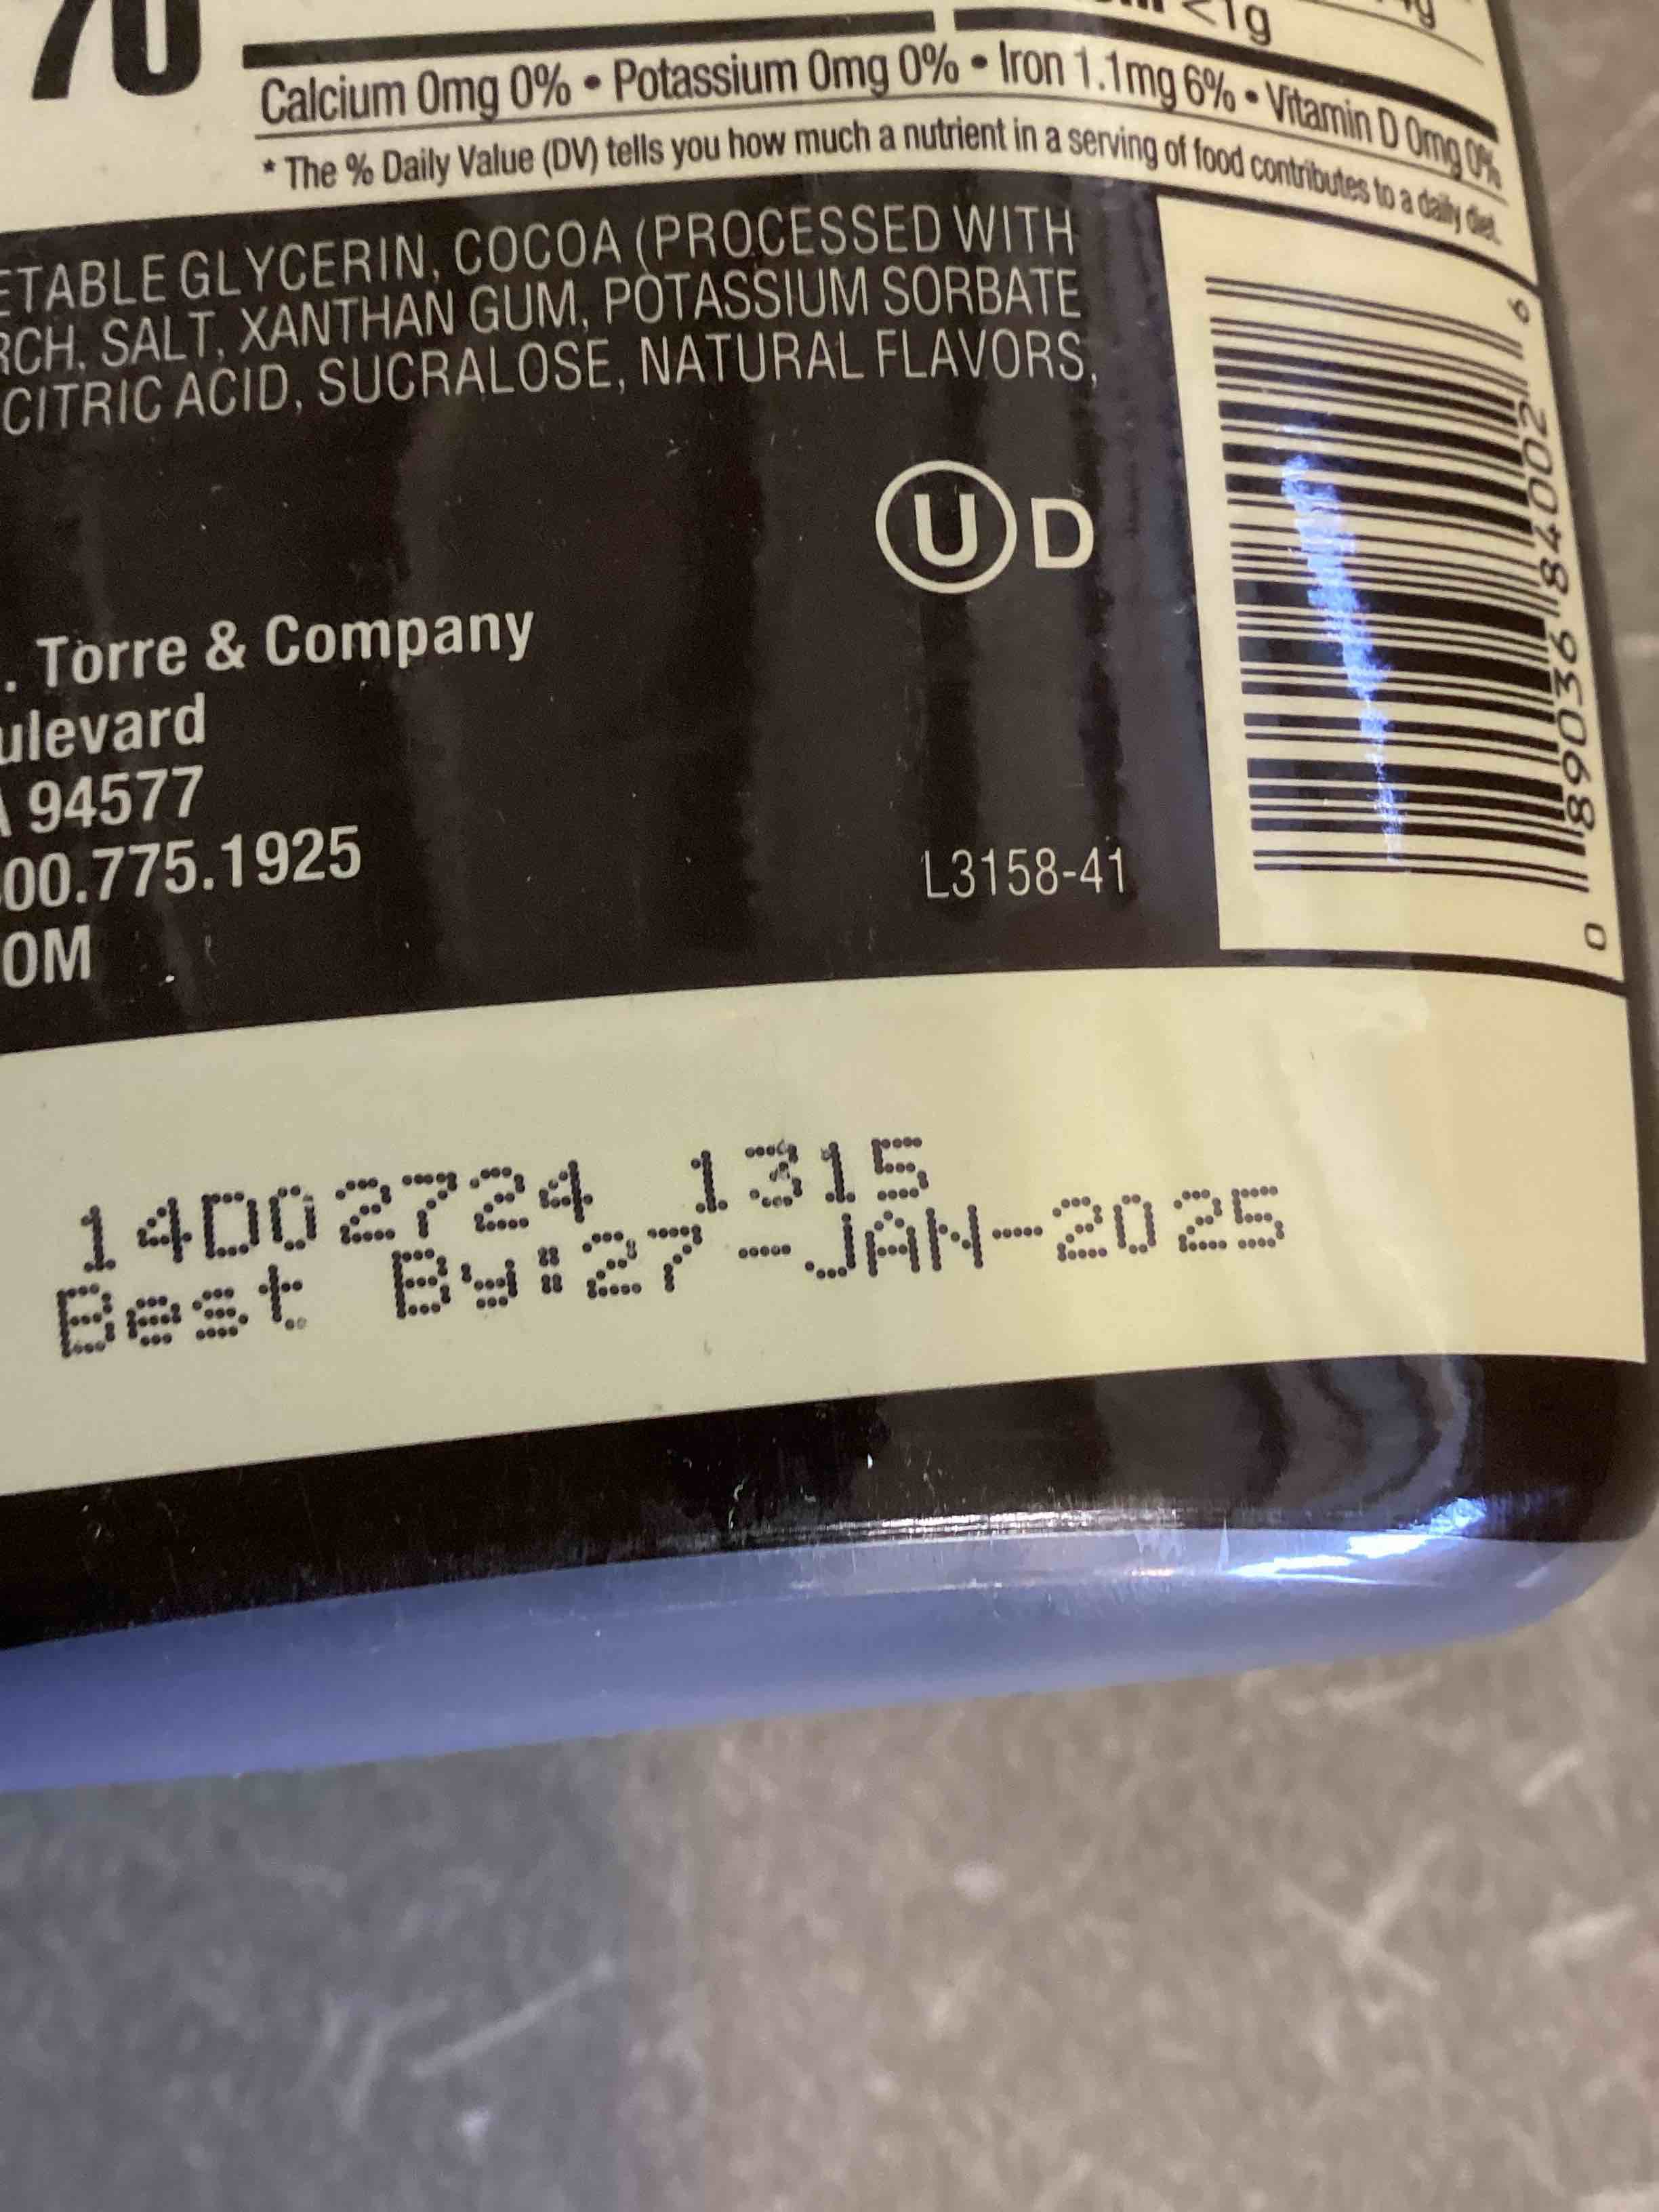 70
<1g
Calcium 0mg 0% • Potassium 0mg 0% • Iron 1.1mg 6% • Vitamin D 0mg 0%
* The % Daily Value (DV) tells you how much a nutrient in a serving of food contributes to a daily diet.
ETABLE GLYCERIN, COCOA (PROCESSED WITH
RCH, SALT, XANTHAN GUM, POTASSIUM SORBATE
CITRIC ACID, SUCRALOSE, NATURAL FLAVORS,
U D
. Torre & Company
ulevard
A 94577
00.775.1925
OM
L3158-41
0 89036 84002 6
14D02724 1315
Best By:27-JAN-2025